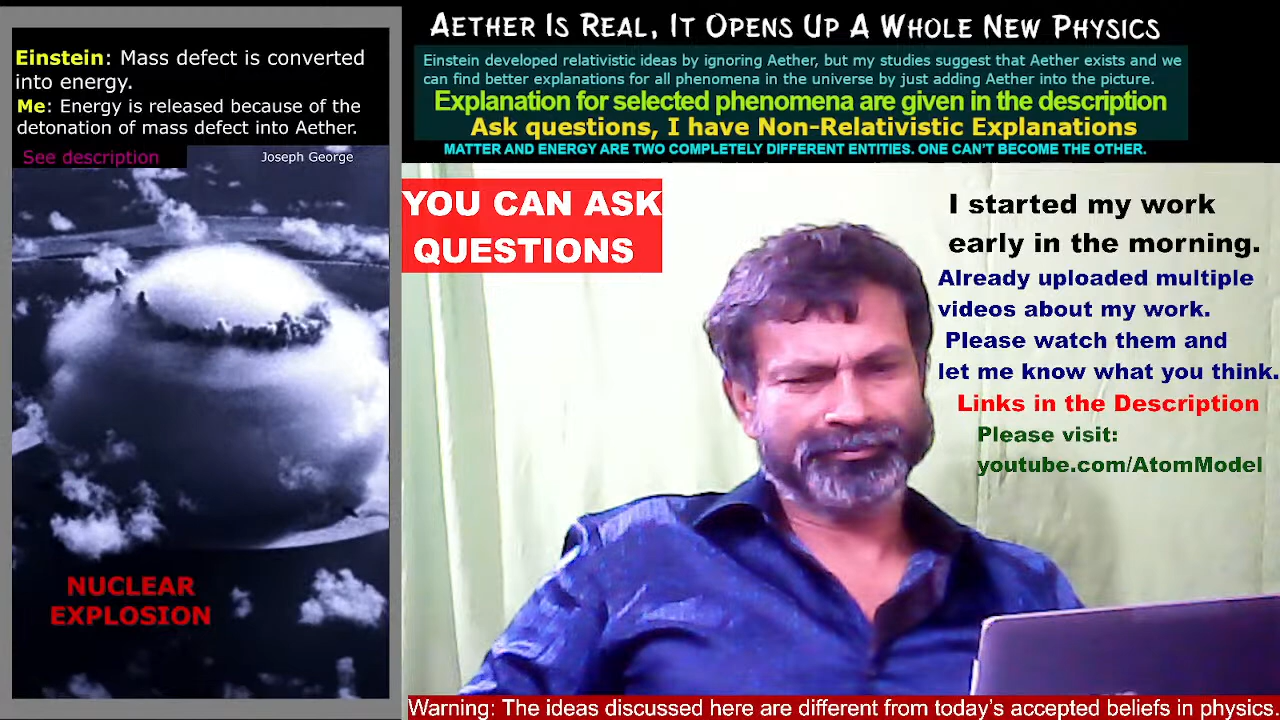 Einstein: Mass defect is converted
into energy.
Me: Energy is released because of the
detonation of mass defect into Aether.
See description
Joseph George
NUCLEAR
EXPLOSION
Aether Is Real, It Opens Up A Whole New Physics
Einstein developed relativistic ideas by ignoring Aether, but my studies suggest that Aether exists and we
can find better explanations for all phenomena in the universe by just adding Aether into the picture.
Explanation for selected phenomena are given in the description
Ask questions, I have Non-Relativistic Explanations
MATTER AND ENERGY ARE TWO COMPLETELY DIFFERENT ENTITIES. ONE CAN'T BECOME THE OTHER.
YOU CAN ASK
QUESTIONS
I started my work
early in the morning.
Already uploaded multiple
videos about my work.
Please watch them and
let me know what you think.
Links in the Description
Please visit:
youtube.com/AtomModel
Warning: The ideas discussed here are different from today's accepted beliefs in physics.